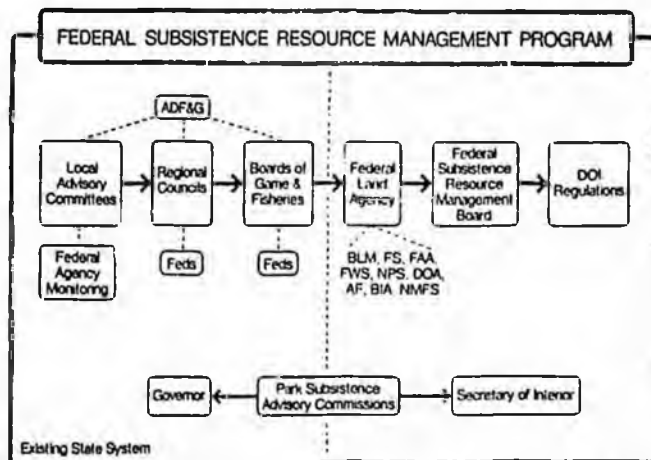 FEDERAL SUBSISTENCE RESOURCE MANAGEMENT PROGRAM
ADF&G
Local
Advisory
Committees
Regional
Councils
Boards of
Game &
Fisheries
Federal
Land
Agency
Federal
Subsistence
Resource
Management
Board
DOI
Regulations
Federal
Agency
Monitoring
Feds
Feds
BLM, FS, FAA,
FWS, NPS, DOA,
AF, BIA, NMFS
Governor
Park Subsistence
Advisory Commissions
Secretary of Interior
Existing State System